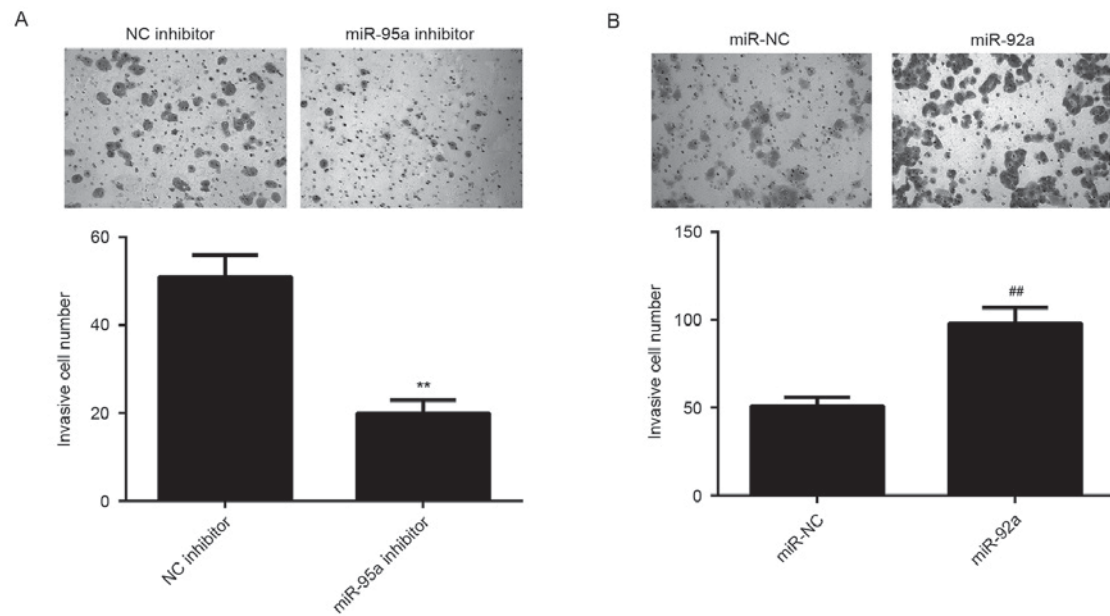 A
NC inhibitor
miR-95a inhibitor
60
40
20
0
Invasive cell number
**
NC inhibitor
miR-95a inhibitor
B
miR-NC
miR-92a
150
100
50
0
Invasive cell number
##
miR-NC
miR-92a